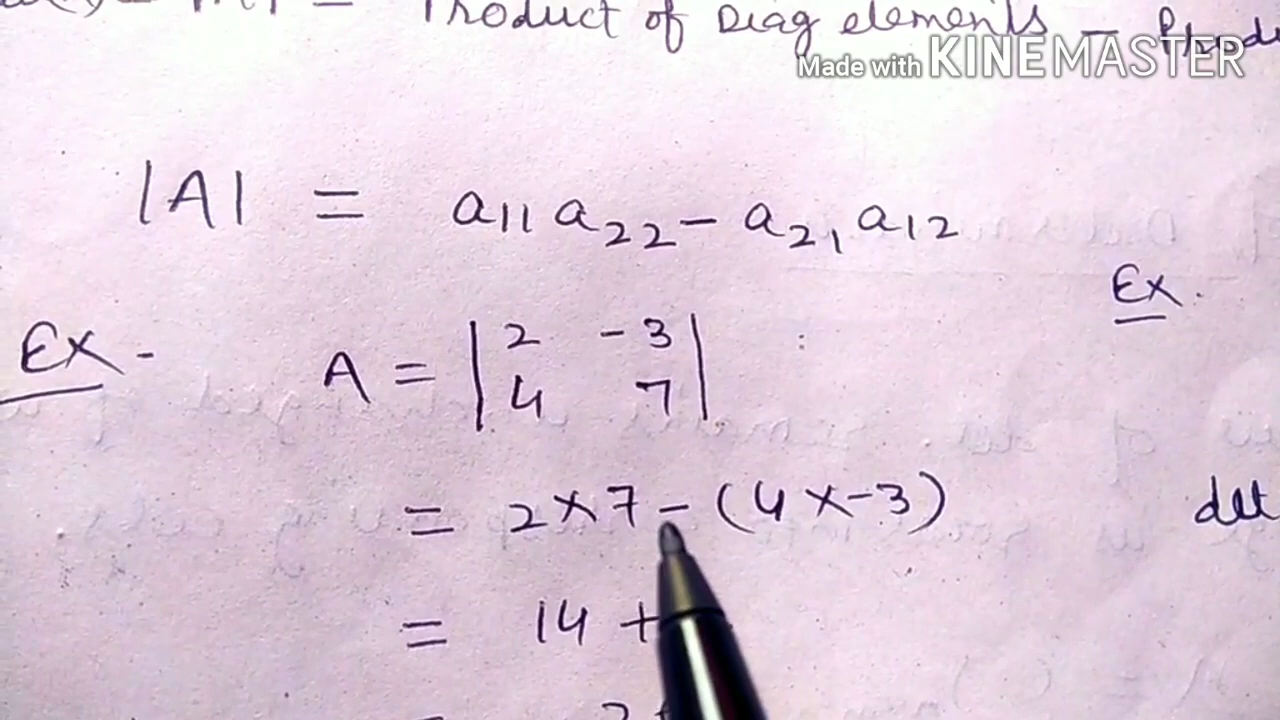 = Product of Diag elements -
Made with KINEMASTER
|A| = a11 a22 - a21 a12
Ex.
Ex - A = | 2 -3 |
| 4 7 |
= 2 x 7 - (4 x -3)
det
= 14 +
=